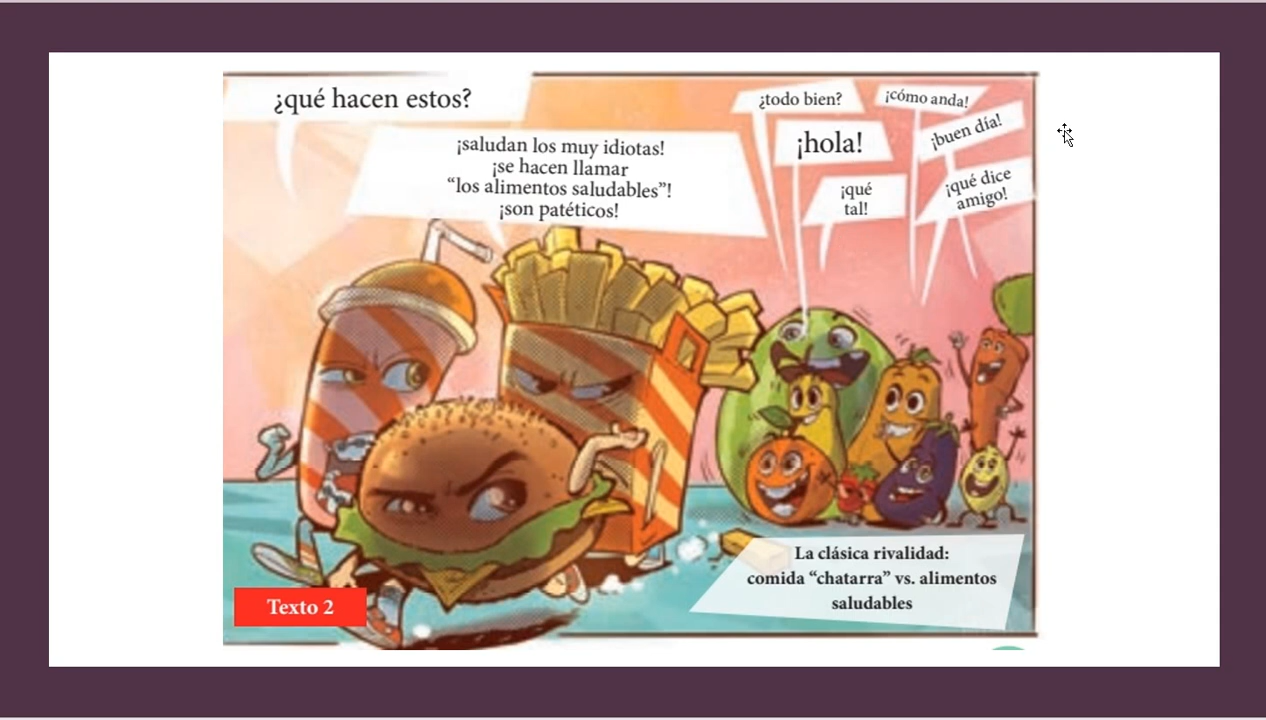 ¿qué hacen estos?
¡saludan los muy idiotas!
¡se hacen llamar
“los alimentos saludables”!
¡son patéticos!
¿todo bien?
¡cómo anda!
¡hola!
¡buen día!
¡qué
tal!
¡qué dice
amigo!
La clásica rivalidad:
comida “chatarra” vs. alimentos
saludables
Texto 2